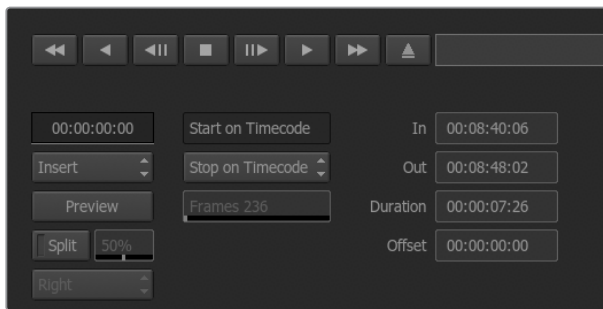 00:00:00:00 Start on Timecode In 00:08:40:06
Insert Stop on Timecode Out 00:08:48:02
Preview Frames 236 Duration 00:00:07:26
Split 50% Offset 00:00:00:00
Right